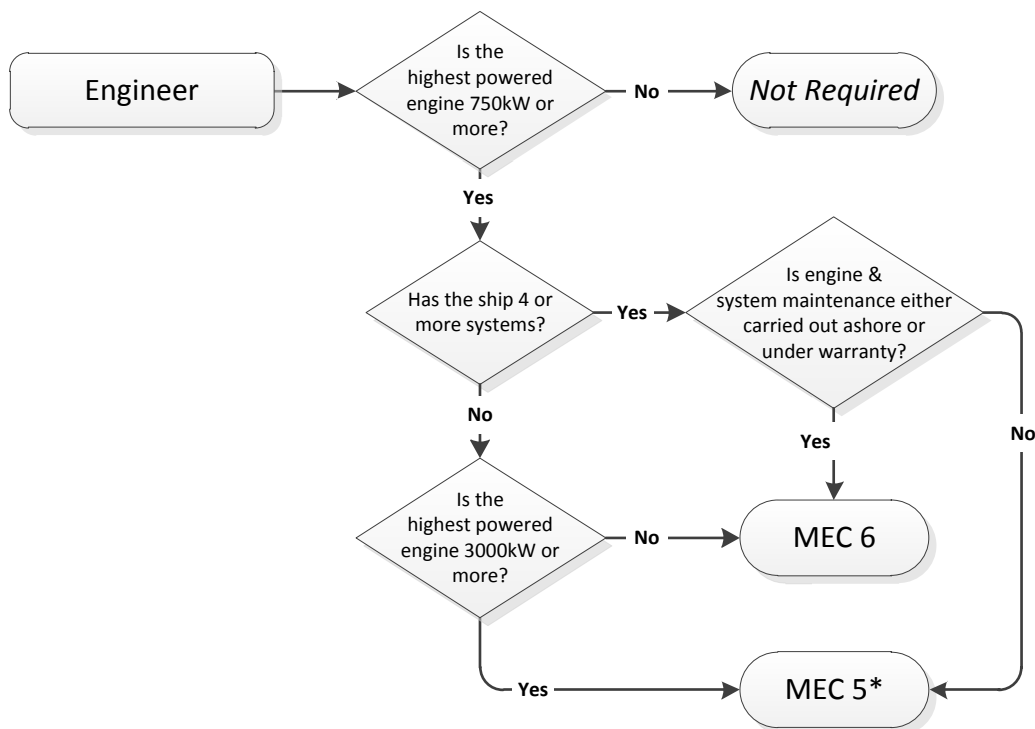 Engineer
Is the
highest powered
engine 750kW or
more?
No
Not Required
Yes
Has the ship 4 or
more systems?
Yes
Is engine &
system maintenance either
carried out ashore or
under warranty?
No
Yes
No
Is the
highest powered
engine 3000kW or
more?
No
MEC 6
Yes
MEC 5*